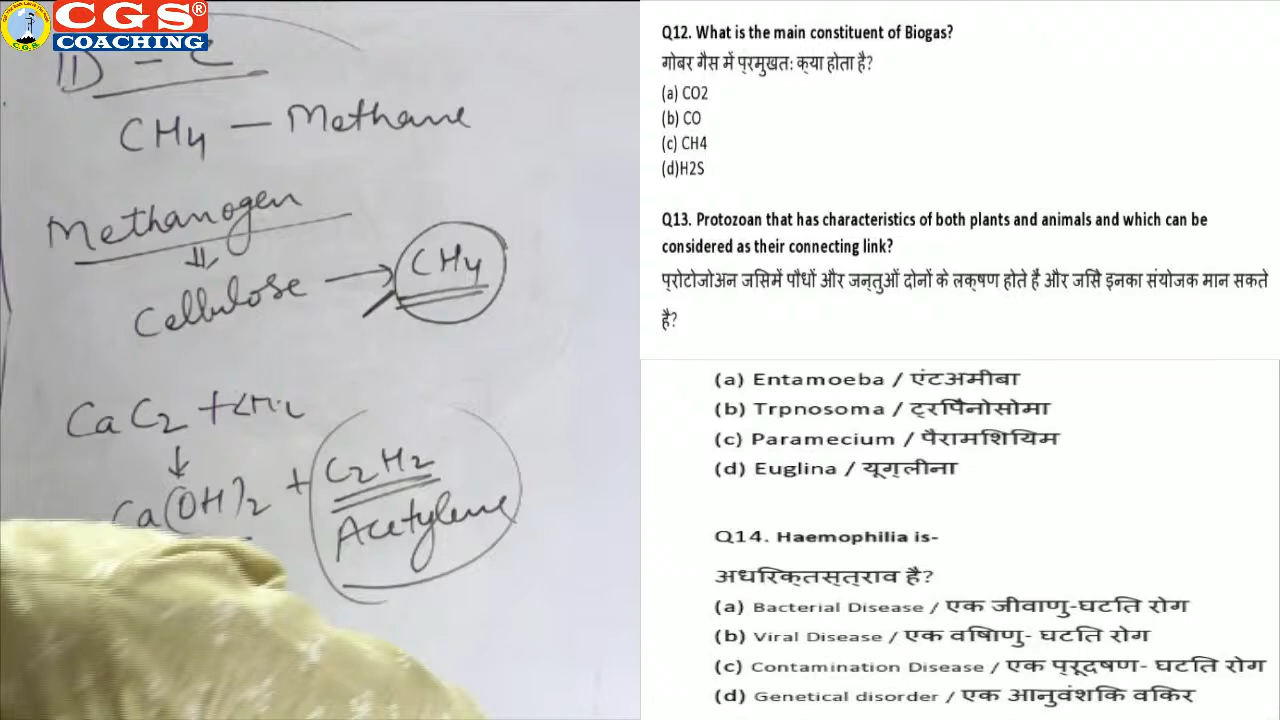 CGS®
COACHING
C.G.S.
CH4 — Methane
Methanogen
Cellulose → CH4
CaC2 +
Ca(OH)2 + C2H2
Acetylene
Q12. What is the main constituent of Biogas?
गोबर गैस में प्रमुखत: क्या होता है?
(a) CO2
(b) CO
(c) CH4
(d)H2S
Q13. Protozoan that has characteristics of both plants and animals and which can be
considered as their connecting link?
प्रोटोजोअन जसिमें पौधों और जन्तुओं दोनों के लक्षण होते हैं और जसिे इनका संयोजक मान सकते
है?
(a) Entamoeba / एंटअमीबा
(b) Trpnosoma / ट्रपिैनोसोमा
(c) Paramecium / पैरामशियिम
(d) Euglina / यूग्लीना
Q14. Haemophilia is-
अधरिक्तस्त्राव है?
(a) Bacterial Disease / एक जीवाणु-घटति रोग
(b) Viral Disease / एक वषिाणु- घटति रोग
(c) Contamination Disease / एक प्रूदषण- घटति रोग
(d) Genetical disorder / एक आनुवंशकि वकिर